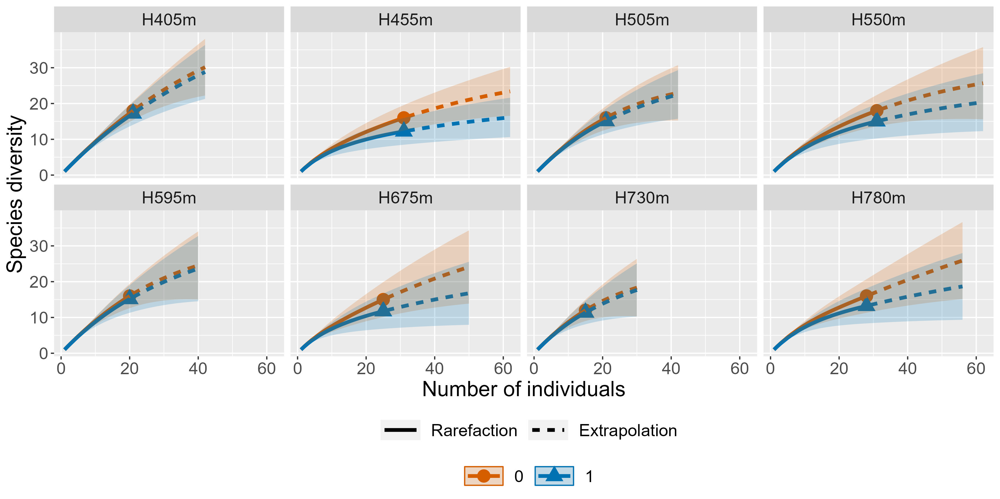 H405m H455m H505m H550m
30
20
10
0
Species diversity
H595m H675m H730m H780m
30
20
10
0
0 20 40 60 0 20 40 60 0 20 40 60 0 20 40 60
Number of individuals
Rarefaction Extrapolation
0 1